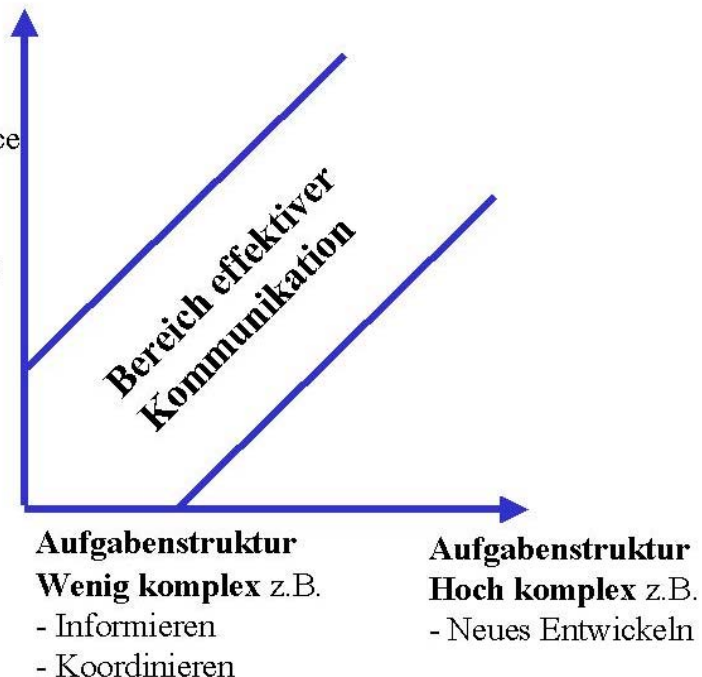 Bereich effektiver
Kommunikation
Aufgabenstruktur
Wenig komplex z.B.
- Informieren
- Koordinieren
Aufgabenstruktur
Hoch komplex z.B.
- Neues Entwickeln